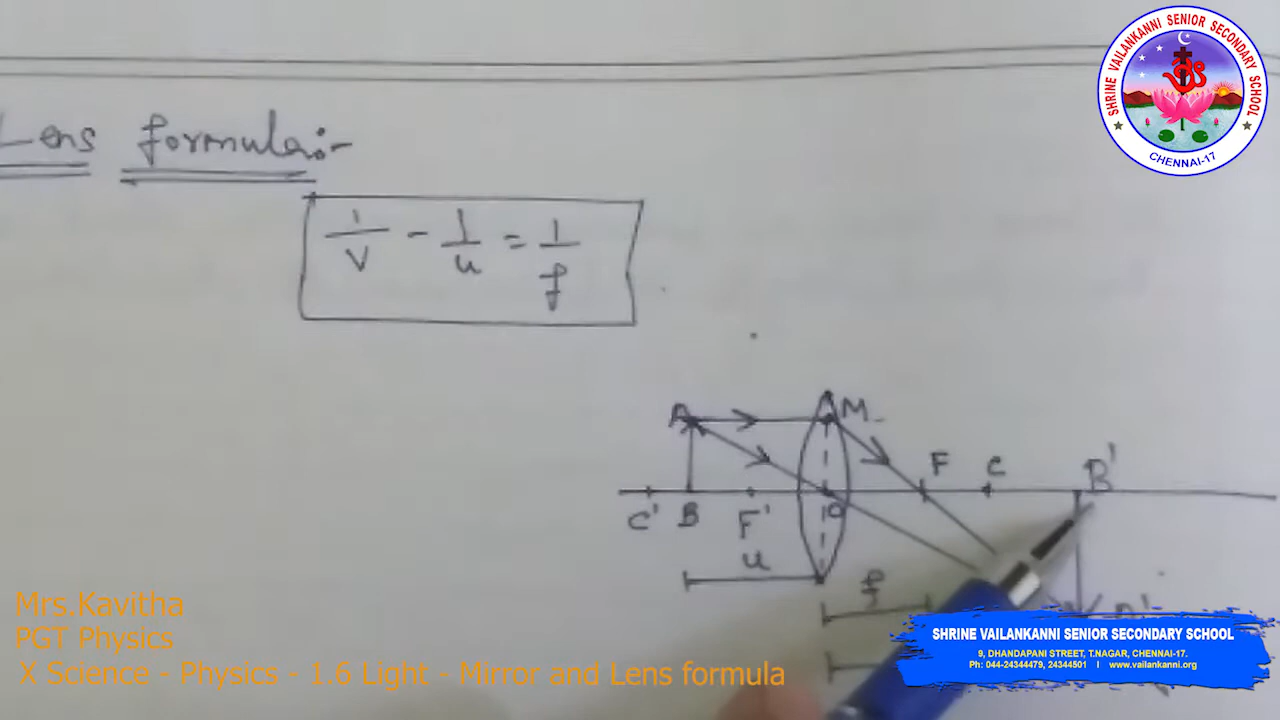 SHRINE VAILANKANNI SENIOR SECONDARY SCHOOL
CHENNAI-17
Lens formula:-
1/v - 1/u = 1/f
A M
F C B'
C' B F' O
u
f
Mrs.Kavitha
PGT Physics
X Science - Physics - 1.6 Light - Mirror and Lens formula
SHRINE VAILANKANNI SENIOR SECONDARY SCHOOL
9, DHANDAPANI STREET, T.NAGAR, CHENNAI-17.
Ph: 044-24344479, 24344501 I www.vailankanni.org